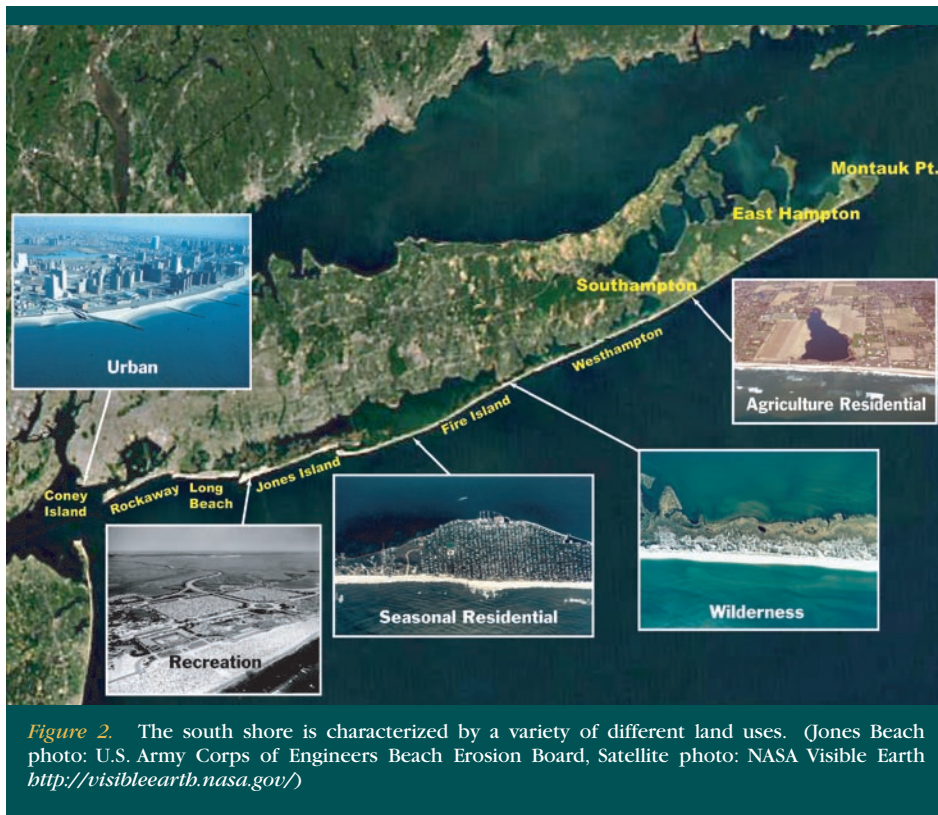 Montauk Pt.
East Hampton
Southampton
Westhampton
Urban
Agriculture Residential
Fire Island
Jones Island
Long
Beach
Rockaway
Coney
Island
Recreation
Seasonal Residential
Wilderness
Figure 2. The south shore is characterized by a variety of different land uses. (Jones Beach
photo: U.S. Army Corps of Engineers Beach Erosion Board, Satellite photo: NASA Visible Earth
http://visibleearth.nasa.gov/)